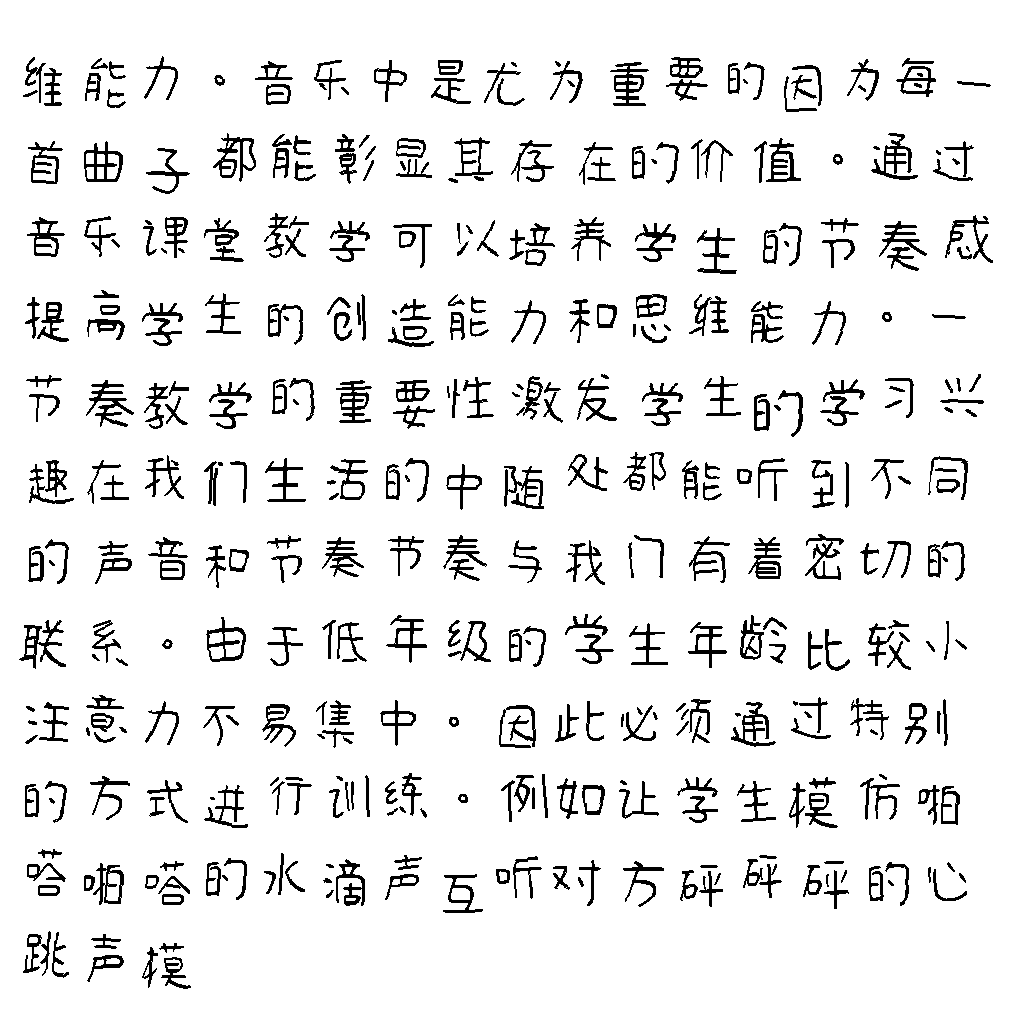 维能力。音乐中是尤为重要的因为每一
首曲子都能彰显其存在的价值。通过
音乐课堂教学可以培养学生的节奏感
提高学生的创造能力和思维能力。一
节奏教学的重要性激发学生的学习兴
趣在我们生活的中随处都能听到不同
的声音和节奏节奏与我门有着密切的
联系。由于低年级的学生年龄比较小
注意力不易集中。因此必须通过特别
的方式进行训练。例如让学生模仿啪
嗒啪嗒的水滴声互听对方砰砰砰的心
跳声模